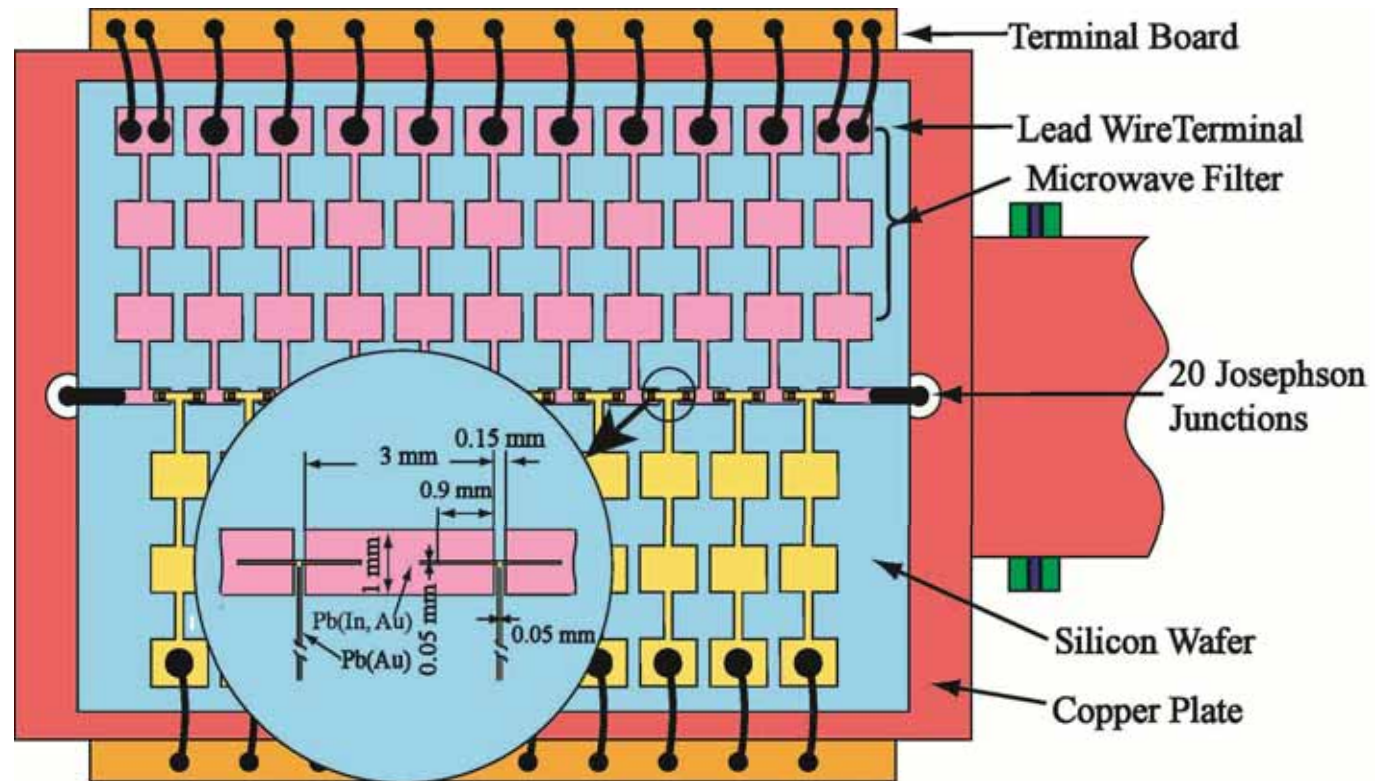 Terminal Board
Lead WireTerminal
Microwave Filter
20 Josephson
Junctions
0.15 mm
3 mm
0.9 mm
1 mm
Pb(In, Au)
0.05 mm
0.05 mm
Pb(Au)
Silicon Wafer
Copper Plate